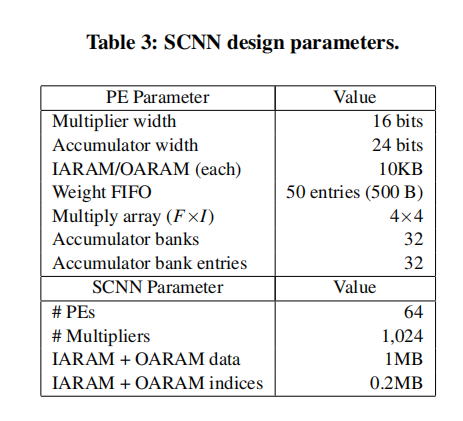 Table 3: SCNN design parameters.
PE Parameter Value
Multiplier width 16 bits
Accumulator width 24 bits
IARAM/OARAM (each) 10KB
Weight FIFO 50 entries (500 B)
Multiply array (F×I) 4×4
Accumulator banks 32
Accumulator bank entries 32
SCNN Parameter Value
# PEs 64
# Multipliers 1,024
IARAM + OARAM data 1MB
IARAM + OARAM indices 0.2MB